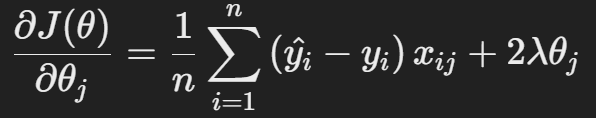 ∂J(θ)/∂θⱼ = 1/n ∑ᵢ₌₁ⁿ (ŷᵢ − yᵢ) xᵢⱼ + 2λθⱼ